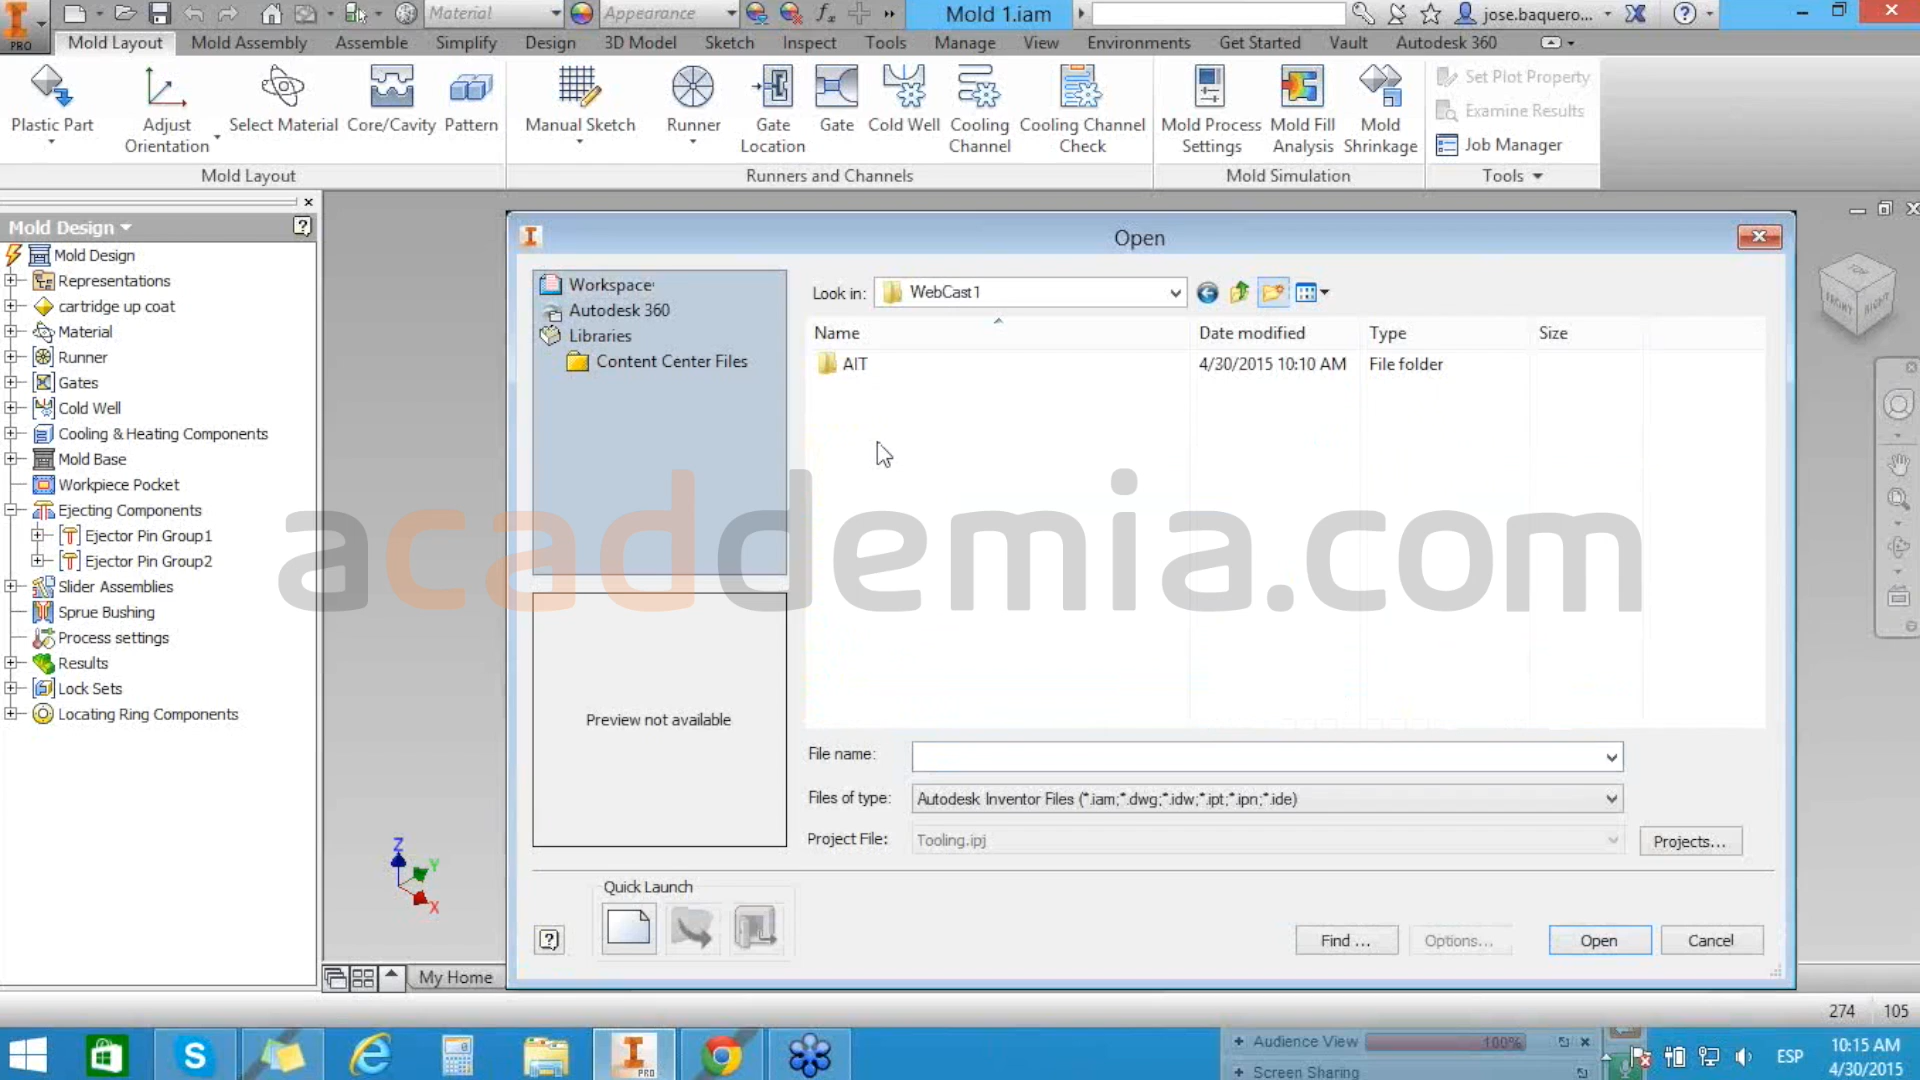 PRO
Material
Appearance
fx
Mold 1.iam
jose.baquero...
Mold Layout
Mold Assembly
Assemble
Simplify
Design
3D Model
Sketch
Inspect
Tools
Manage
View
Environments
Get Started
Vault
Autodesk 360
Plastic Part
Adjust
Orientation
Select Material
Core/Cavity
Pattern
Manual Sketch
Runner
Gate
Location
Gate
Cold Well
Cooling
Channel
Cooling Channel
Check
Mold Process
Settings
Mold Fill
Analysis
Mold
Shrinkage
Set Plot Property
Examine Results
Job Manager
Mold Layout
Runners and Channels
Mold Simulation
Tools
Mold Design
Mold Design
Representations
cartridge up coat
Material
Runner
Gates
Cold Well
Cooling & Heating Components
Mold Base
Workpiece Pocket
Ejecting Components
Ejector Pin Group1
Ejector Pin Group2
Slider Assemblies
Sprue Bushing
Process settings
Results
Lock Sets
Locating Ring Components
Open
Workspace
Autodesk 360
Libraries
Content Center Files
Look in:
WebCast1
Name
Date modified
Type
Size
AIT
4/30/2015 10:10 AM
File folder
acaddemia.com
Preview not available
File name:
Files of type:
Autodesk Inventor Files (*.iam;*.dwg;*.idw;*.ipt;*.ipn;*.ide)
Project File:
Tooling.ipj
Projects...
Quick Launch
Find ...
Options...
Open
Cancel
FRONT
RIGHT
Z
Y
X
My Home
274
105
Audience View
100%
Screen Sharing
PRO
ESP
10:15 AM
4/30/2015